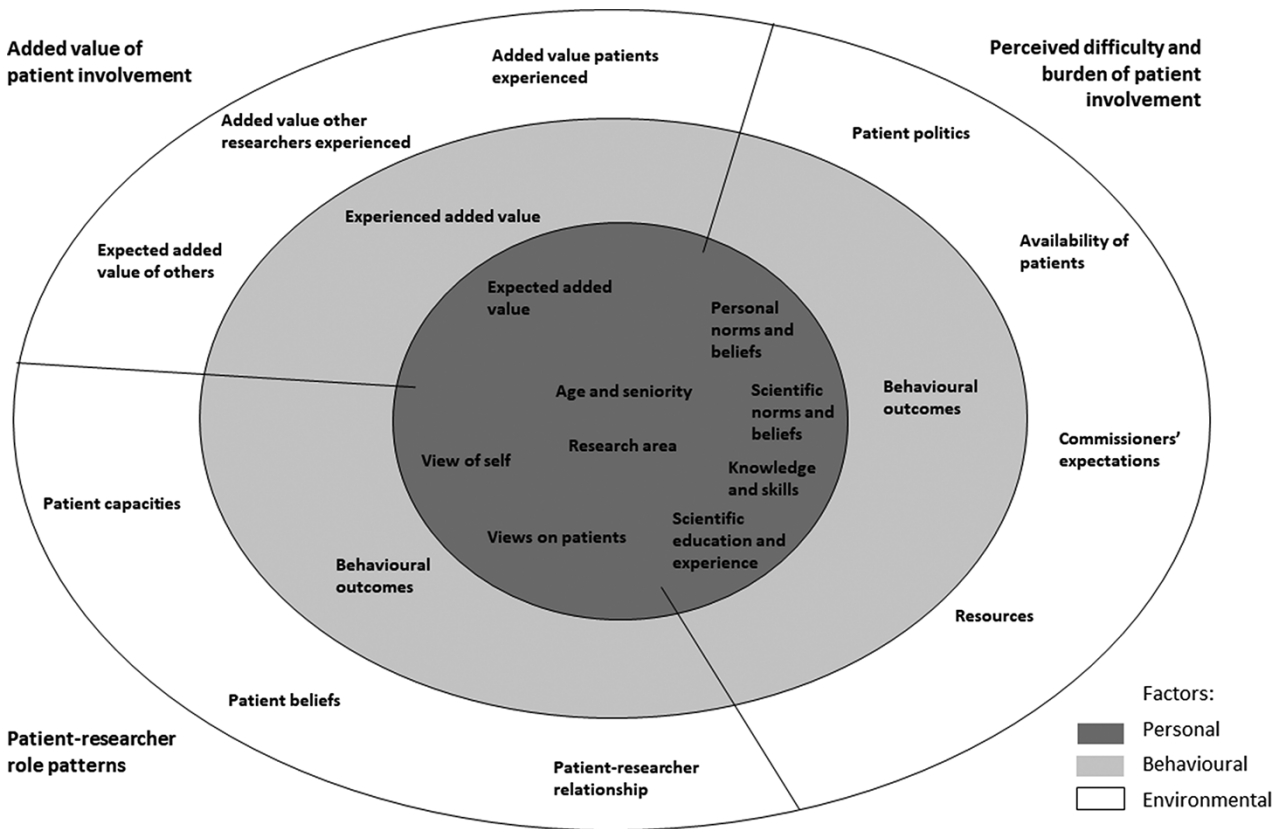 Added value of
patient involvement
Perceived difficulty and
burden of patient
involvement
Added value patients
experienced
Added value other
researchers experienced
Expected added
value of others
Experienced added value
Expected added
value
Patient politics
Availability of
patients
Commissioners’
expectations
Resources
Behavioural
outcomes
Personal
norms and
beliefs
Scientific
norms and
beliefs
Knowledge
and skills
Scientific
education and
experience
Age and seniority
Research area
View of self
Views on patients
Behavioural
outcomes
Patient capacities
Patient beliefs
Patient-researcher
relationship
Patient-researcher
role patterns
Factors:
Personal
Behavioural
Environmental